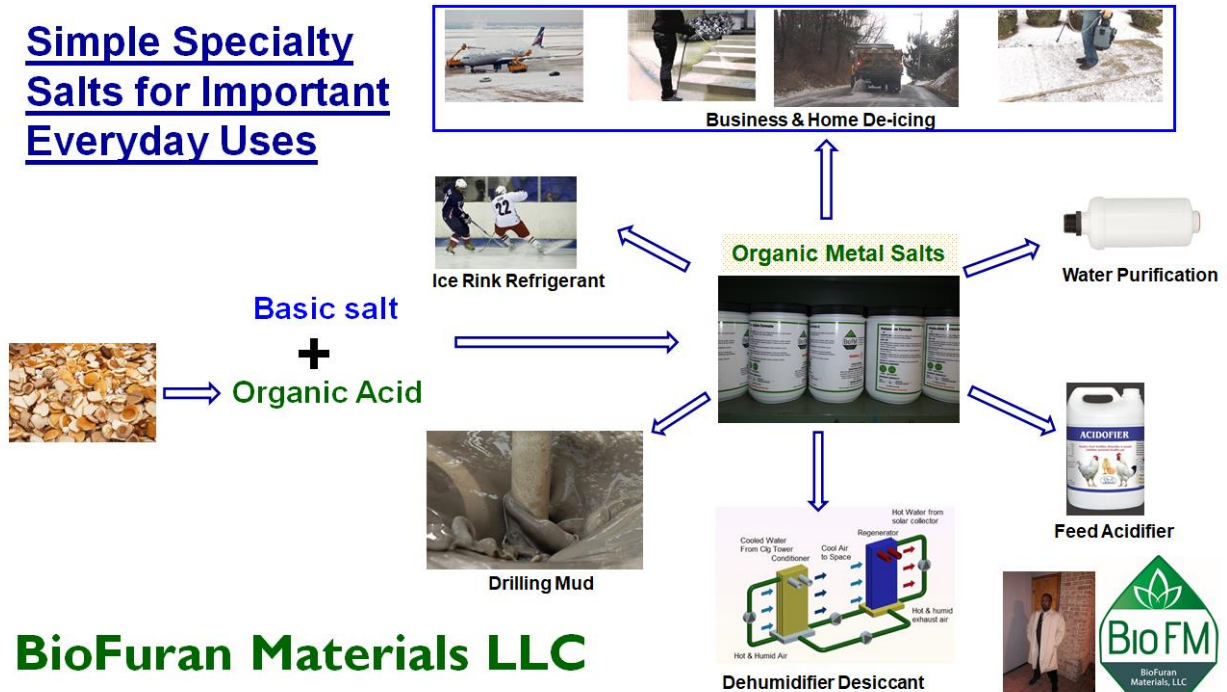 Simple Specialty
Salts for Important
Everyday Uses
Business & Home De-icing
22
Ice Rink Refrigerant
Organic Metal Salts
Water Purification
Basic salt
+
Organic Acid
BioFM
ACIDOFIER
Feed Acidifier
Drilling Mud
Hot Water from
solar collector
Regenerator
Cooled Water
From Clg Tower
Conditioner
Cool Air
to Space
Hot & humid
exhaust air
Hot & Humid Air
Dehumidifier Desiccant
BioFuran Materials LLC
BIOFM
BioFuran
Materials, LLC